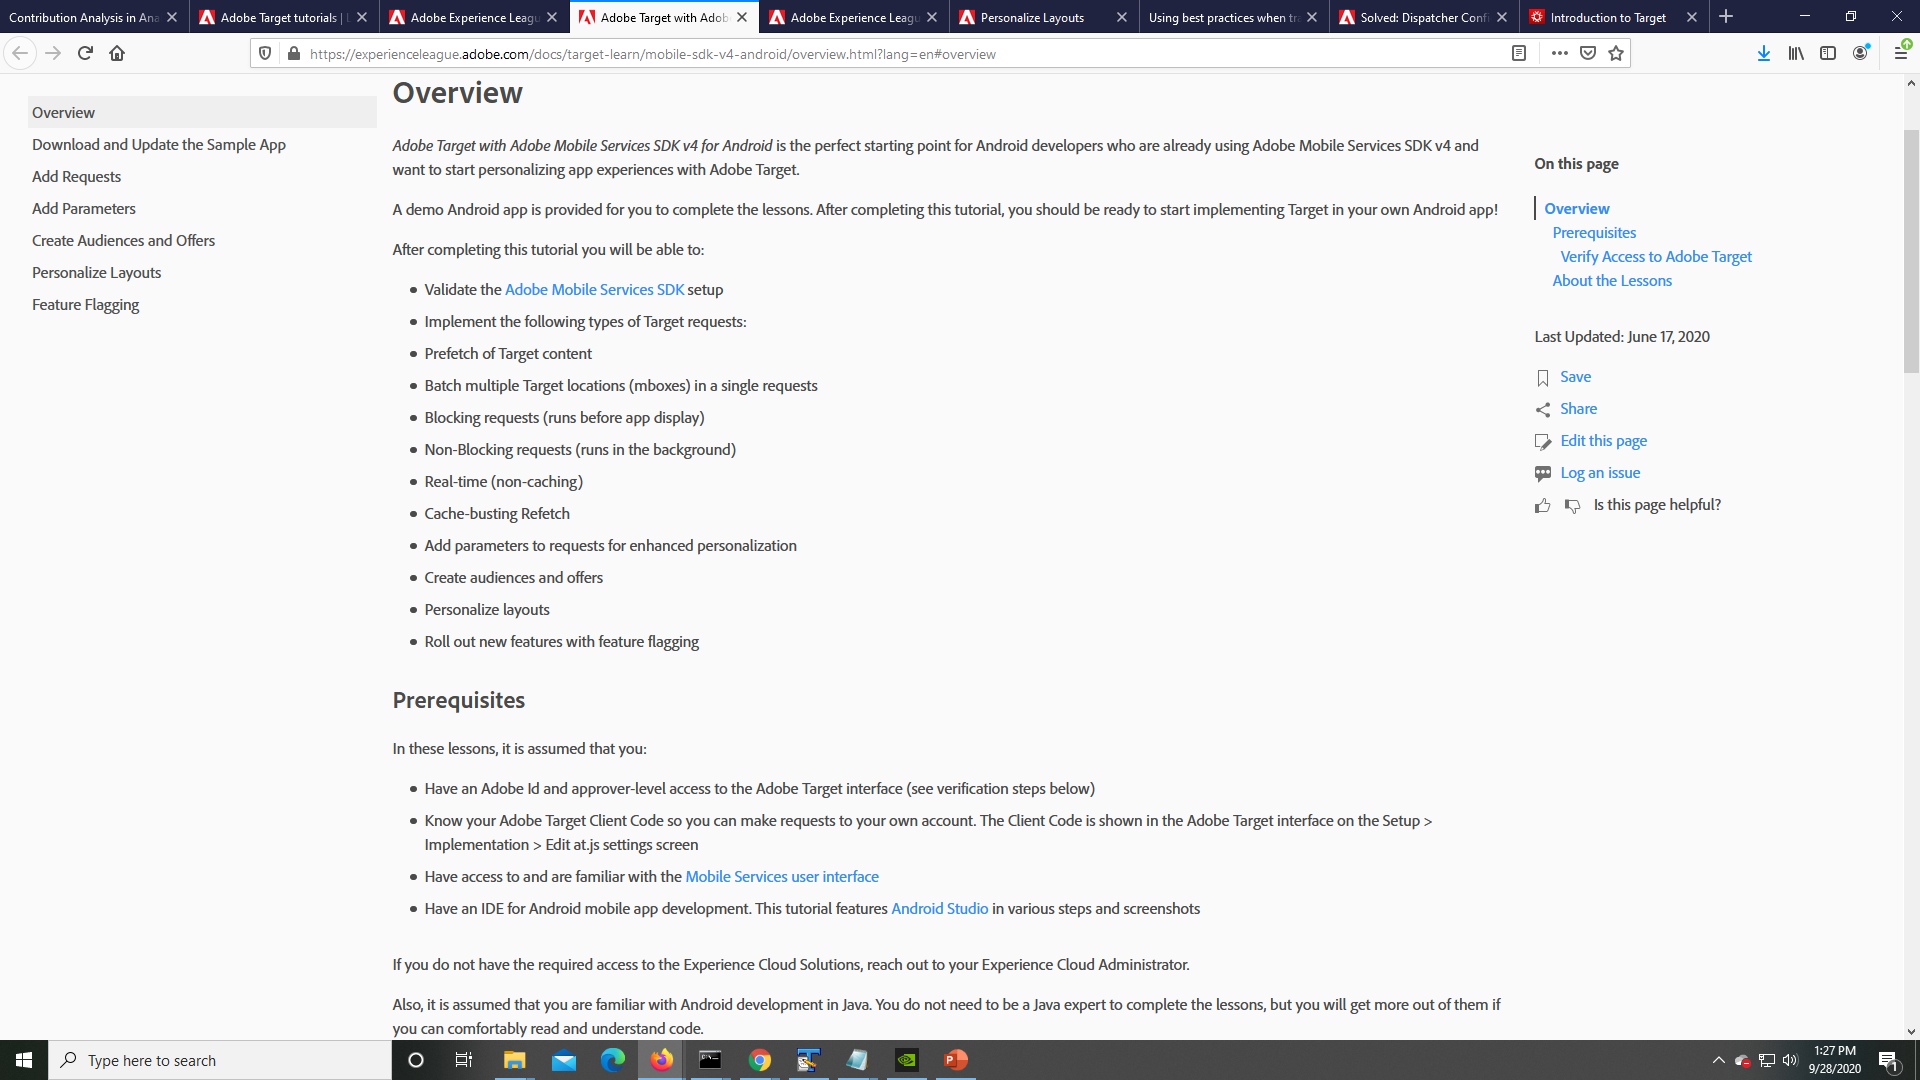 Contribution Analysis in Ana
Adobe Target tutorials | L
Adobe Experience Leagu
Adobe Target with Adob
Adobe Experience Leagu
Personalize Layouts
Using best practices when tra
Solved: Dispatcher Confi
Introduction to Target
https://experienceleague.adobe.com/docs/target-learn/mobile-sdk-v4-android/overview.html?lang=en#overview
Overview
Download and Update the Sample App
Add Requests
Add Parameters
Create Audiences and Offers
Personalize Layouts
Feature Flagging
Overview
Adobe Target with Adobe Mobile Services SDK v4 for Android is the perfect starting point for Android developers who are already using Adobe Mobile Services SDK v4 and
want to start personalizing app experiences with Adobe Target.
A demo Android app is provided for you to complete the lessons. After completing this tutorial, you should be ready to start implementing Target in your own Android app!
After completing this tutorial you will be able to:
Validate the Adobe Mobile Services SDK setup
Implement the following types of Target requests:
Prefetch of Target content
Batch multiple Target locations (mboxes) in a single requests
Blocking requests (runs before app display)
Non-Blocking requests (runs in the background)
Real-time (non-caching)
Cache-busting Refetch
Add parameters to requests for enhanced personalization
Create audiences and offers
Personalize layouts
Roll out new features with feature flagging
Prerequisites
In these lessons, it is assumed that you:
Have an Adobe Id and approver-level access to the Adobe Target interface (see verification steps below)
Know your Adobe Target Client Code so you can make requests to your own account. The Client Code is shown in the Adobe Target interface on the Setup >
Implementation > Edit at.js settings screen
Have access to and are familiar with the Mobile Services user interface
Have an IDE for Android mobile app development. This tutorial features Android Studio in various steps and screenshots
If you do not have the required access to the Experience Cloud Solutions, reach out to your Experience Cloud Administrator.
Also, it is assumed that you are familiar with Android development in Java. You do not need to be a Java expert to complete the lessons, but you will get more out of them if
you can comfortably read and understand code.
On this page
Overview
Prerequisites
Verify Access to Adobe Target
About the Lessons
Last Updated: June 17, 2020
Save
Share
Edit this page
Log an issue
Is this page helpful?
Type here to search
1:27 PM
9/28/2020
1